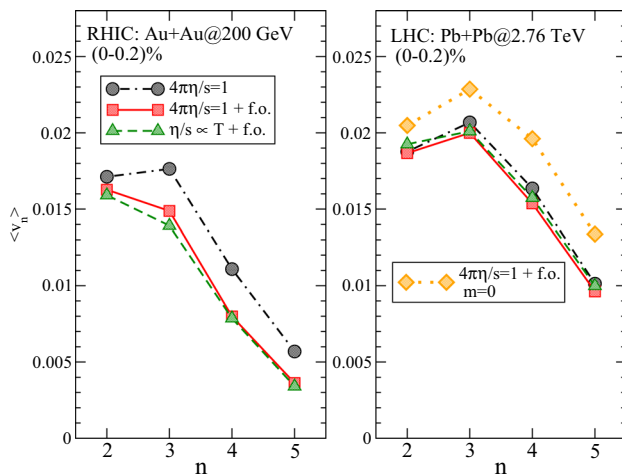 RHIC: Au+Au@200 GeV
(0-0.2)%
4πη/s=1
4πη/s=1 + f.o.
η/s ∝ T + f.o.
LHC: Pb+Pb@2.76 TeV
(0-0.2)%
4πη/s=1 + f.o.
m=0
<v_n>
0.025
0.02
0.015
0.01
0.005
0
2 3 4 5
n
0.025
0.02
0.015
0.01
0.005
0
2 3 4 5
n